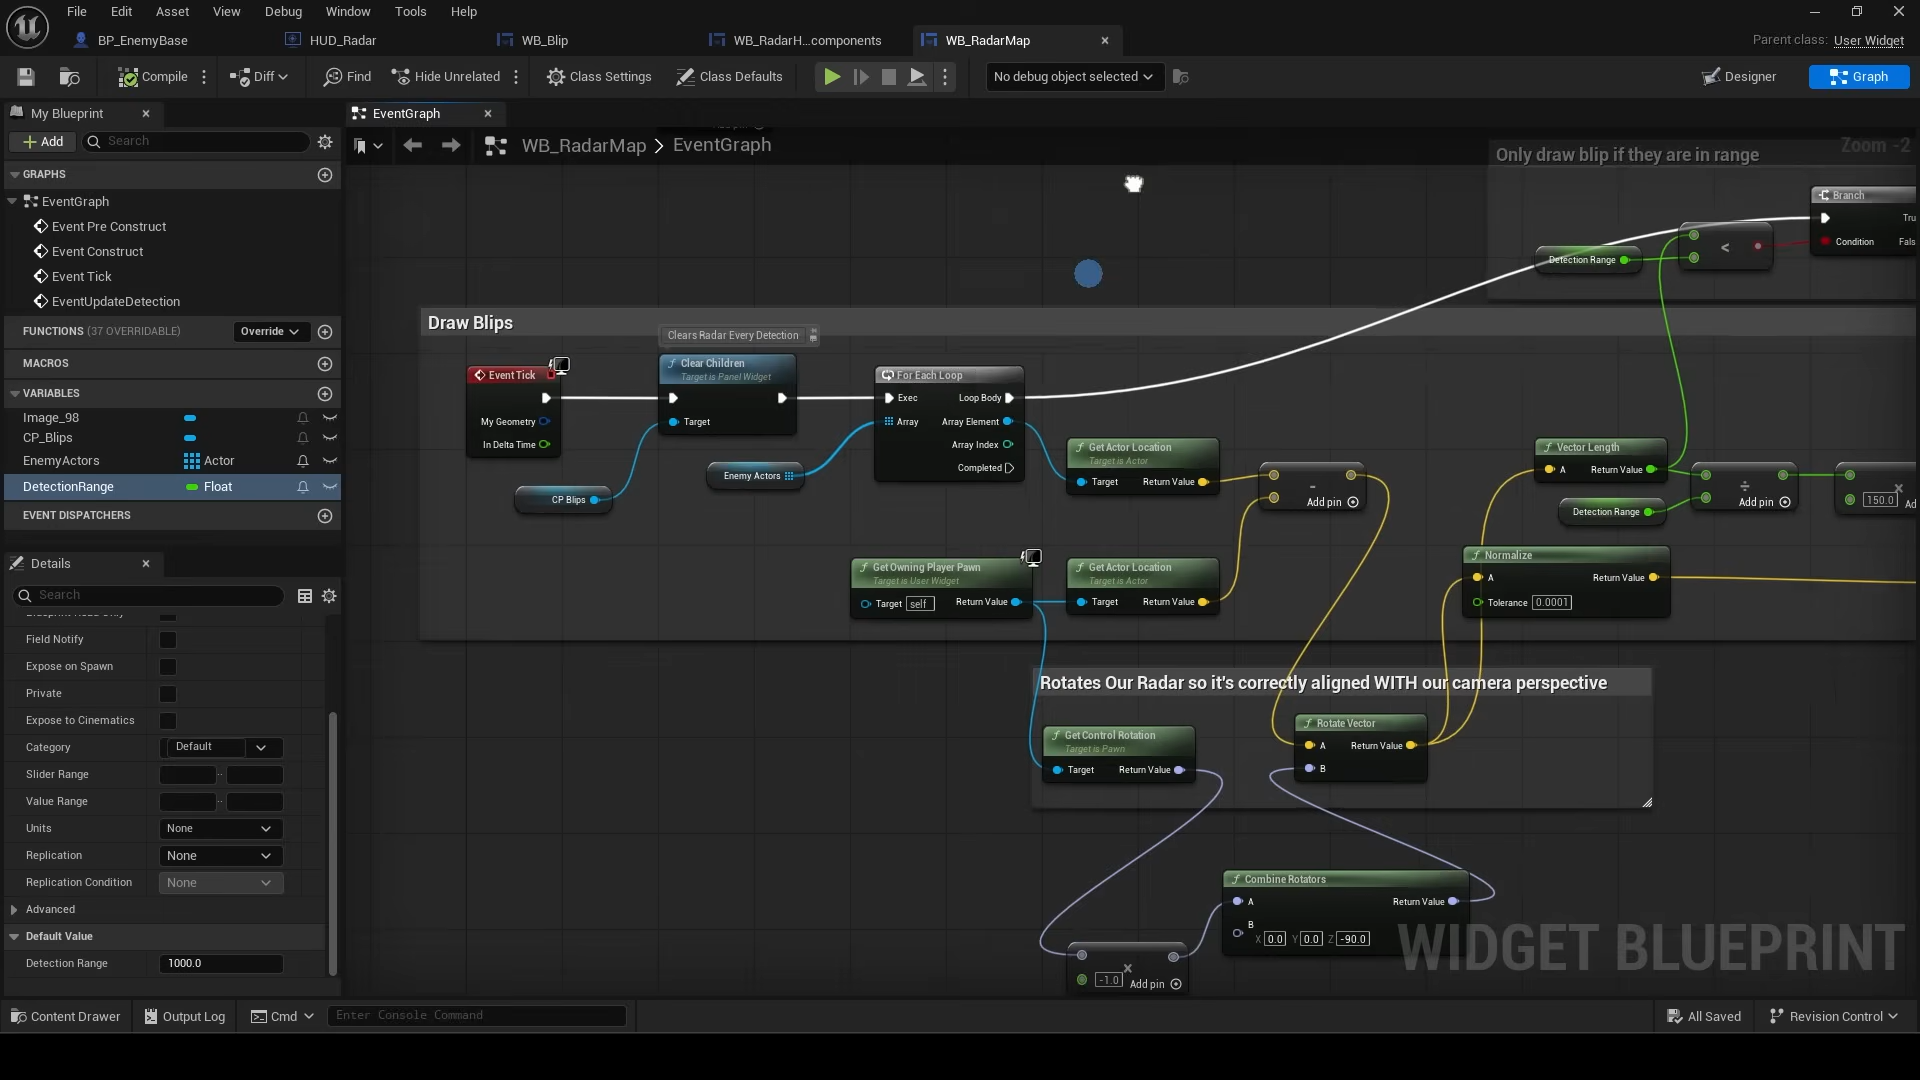 File Edit Asset View Debug Window Tools Help
BP_EnemyBase
HUD_Radar
WB_Blip
WB_RadarH...components
WB_RadarMap
Parent class: User Widget
Compile
Diff
Find
Hide Unrelated
Class Settings
Class Defaults
No debug object selected
Designer
Graph
My Blueprint
EventGraph
Add
Search
WB_RadarMap > EventGraph
Zoom -2
GRAPHS
EventGraph
Event Pre Construct
Event Construct
Event Tick
EventUpdateDetection
FUNCTIONS (37 OVERRIDABLE)
Override
MACROS
VARIABLES
Image_98
CP_Blips
EnemyActors
Actor
DetectionRange
Float
EVENT DISPATCHERS
Details
Search
Field Notify
Expose on Spawn
Private
Expose to Cinematics
Category
Default
Slider Range
Value Range
Units
None
Replication
None
Replication Condition
None
Advanced
Default Value
Detection Range
1000.0
Only draw blip if they are in range
Branch
Tru
Condition
Fals
Detection Range
<
Draw Blips
Clears Radar Every Detection
Event Tick
My Geometry
In Delta Time
Clear Children
Target is Panel Widget
Target
CP Blips
Enemy Actors
For Each Loop
Exec
Loop Body
Array
Array Element
Array Index
Completed
Get Actor Location
Target is Actor
Target
Return Value
-
Add pin
Vector Length
A
Return Value
Detection Range
÷
Add pin
×
150.0
Ad
Get Owning Player Pawn
Target is User Widget
Target
self
Return Value
Get Actor Location
Target is Actor
Target
Return Value
Normalize
A
Return Value
Tolerance
0.0001
Rotates Our Radar so it's correctly aligned WITH our camera perspective
Get Control Rotation
Target is Pawn
Target
Return Value
Rotate Vector
A
Return Value
B
Combine Rotators
A
Return Value
B
X 0.0 Y 0.0 Z -90.0
×
-1.0
Add pin
WIDGET BLUEPRINT
Content Drawer
Output Log
Cmd
Enter Console Command
All Saved
Revision Control